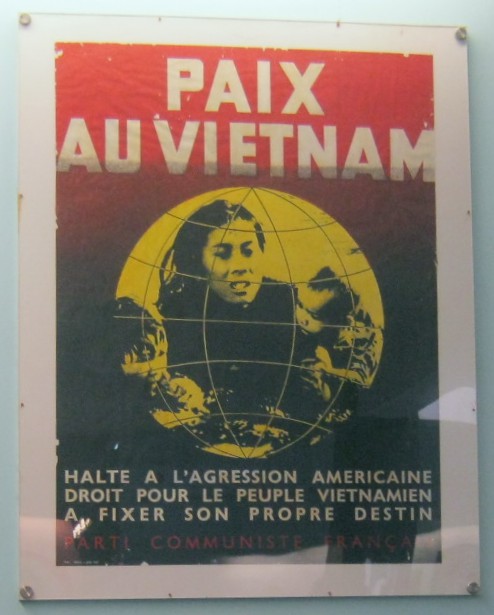 PAIX
AU VIETNAM
HALTE A L'AGRESSION AMERICAINE
DROIT POUR LE PEUPLE VIETNAMIEN
A FIXER SON PROPRE DESTIN
PARTI COMMUNISTE FRANÇAIS